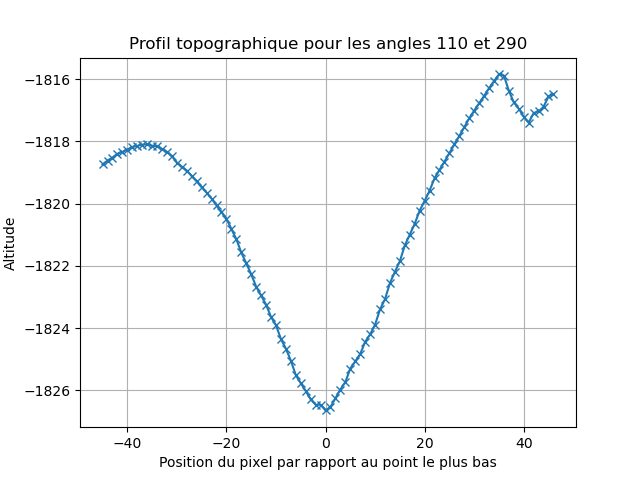 Profil topographique pour les angles 110 et 290
Altitude
−1816
−1818
−1820
−1822
−1824
−1826
−40 −20 0 20 40
Position du pixel par rapport au point le plus bas